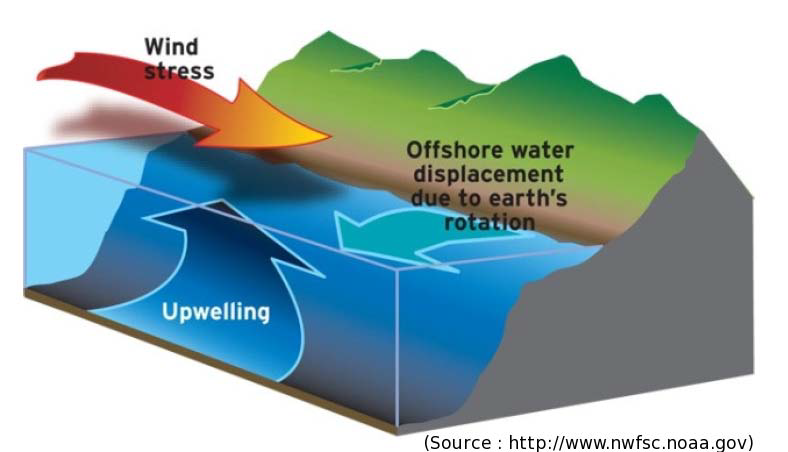 Wind
stress
Offshore water
displacement
due to earth's
rotation
Upwelling
(Source : http://www.nwfsc.noaa.gov)